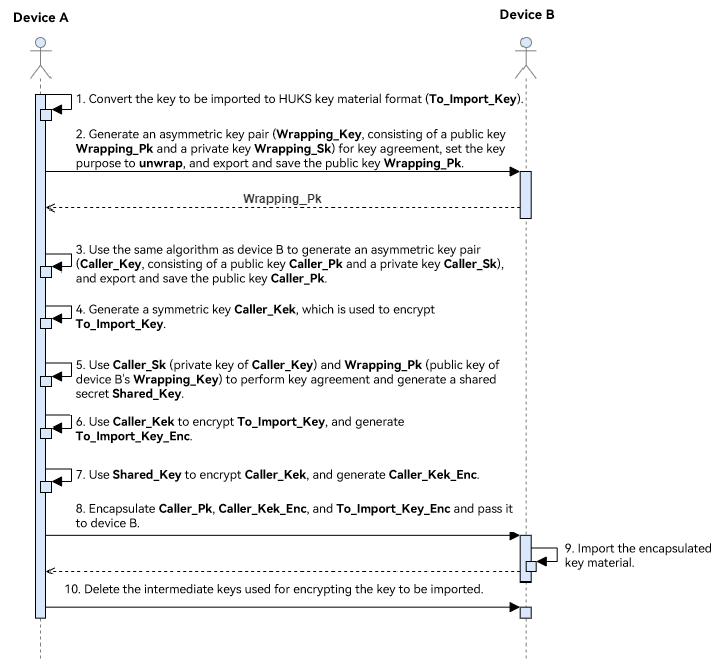 Device A
Device B
1. Convert the key to be imported to HUKS key material format (To_Import_Key).
2. Generate an asymmetric key pair (Wrapping_Key, consisting of a public key
Wrapping_Pk and a private key Wrapping_Sk) for key agreement, set the key
purpose to unwrap, and export and save the public key Wrapping_Pk.
Wrapping_Pk
3. Use the same algorithm as device B to generate an asymmetric key pair
(Caller_Key, consisting of a public key Caller_Pk and a private key Caller_Sk),
and export and save the public key Caller_Pk.
4. Generate a symmetric key Caller_Kek, which is used to encrypt
To_Import_Key.
5. Use Caller_Sk (private key of Caller_Key) and Wrapping_Pk (public key of
device B's Wrapping_Key) to perform key agreement and generate a shared
secret Shared_Key.
6. Use Caller_Kek to encrypt To_Import_Key, and generate
To_Import_Key_Enc.
7. Use Shared_Key to encrypt Caller_Kek, and generate Caller_Kek_Enc.
8. Encapsulate Caller_Pk, Caller_Kek_Enc, and To_Import_Key_Enc and pass it
to device B.
9. Import the encapsulated
key material.
10. Delete the intermediate keys used for encrypting the key to be imported.